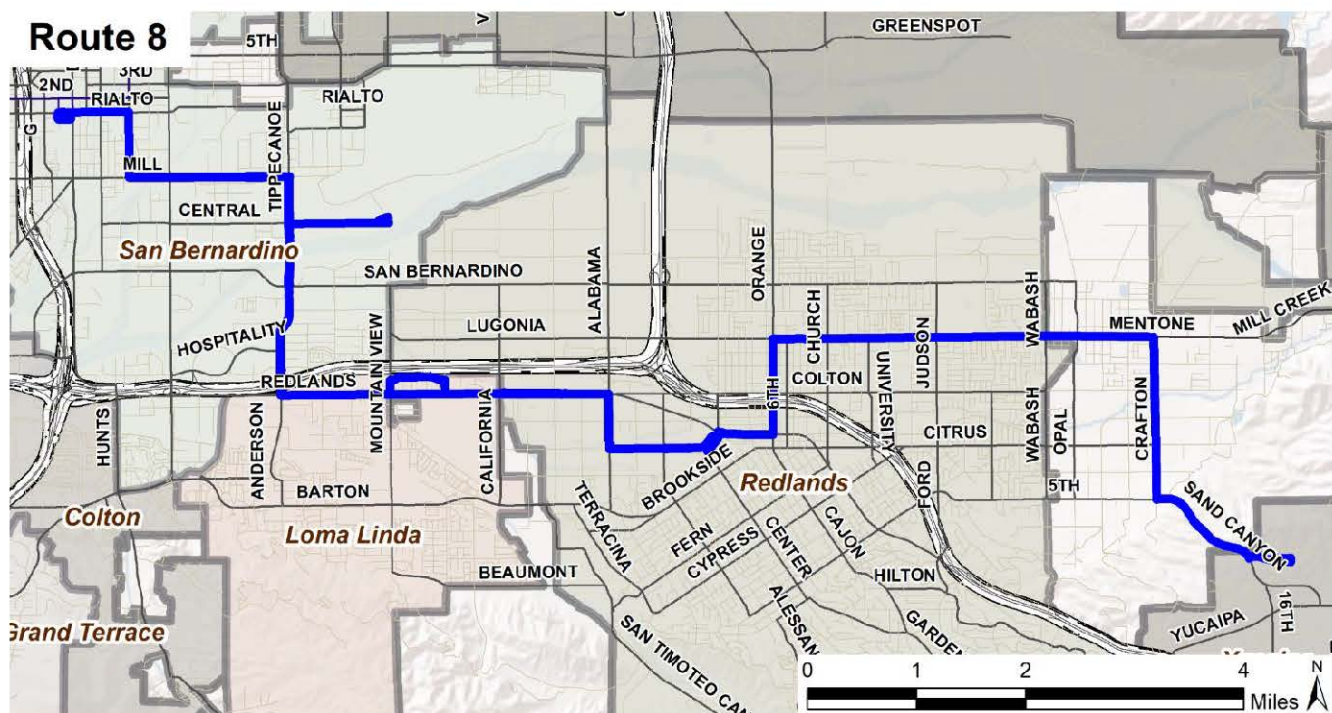 Route 8
5TH
GREENSPOT
3RD
2ND
RIALTO
RIALTO
G
TIPPECANOE
MILL
CENTRAL
San Bernardino
SAN BERNARDINO
ALABAMA
ORANGE
HOSPITALITY
LUGONIA
CHURCH
JUDSON
WABASH
MENTONE
MILL CREEK
REDLANDS
MOUNTAIN VIEW
COLTON
6TH
UNIVERSITY
HUNTS
ANDERSON
CALIFORNIA
CITRUS
WABASH
OPAL
CRAFTON
BROOKSIDE
Redlands
FORD
5TH
BARTON
Colton
Loma Linda
TERRACINA
FERN
CYPRESS
CENTER
CAJON
SAND CANYON
BEAUMONT
HILTON
ALESSAN
GARDEN
SAN TIMOTEO CAN
Grand Terrace
YUCAIPA
16TH
0 1 2 4
Miles
N